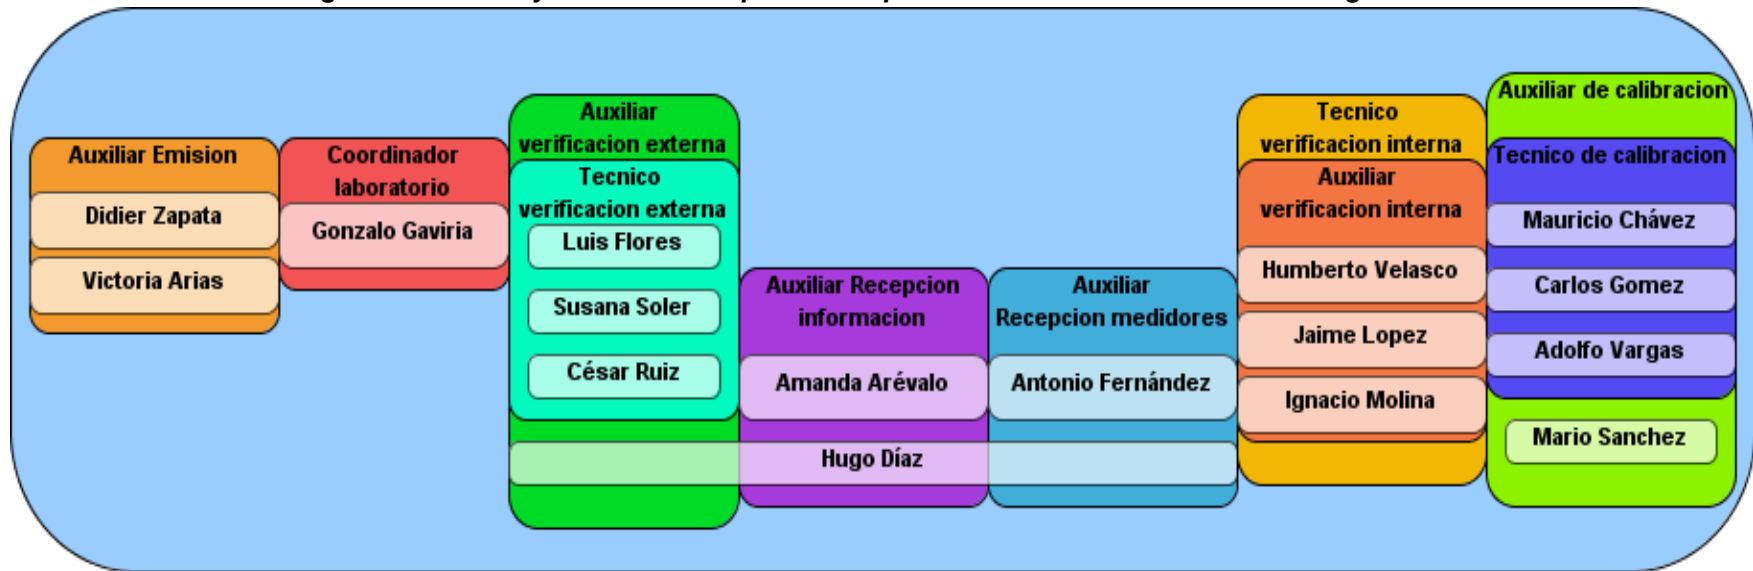 Auxiliar Emision
Didier Zapata
Victoria Arias
Coordinador
laboratorio
Gonzalo Gaviria
Auxiliar
verificacion externa
Tecnico
verificacion externa
Luis Flores
Susana Soler
César Ruiz
Auxiliar Recepcion
informacion
Amanda Arévalo
Auxiliar
Recepcion medidores
Antonio Fernández
Hugo Díaz
Tecnico
verificacion interna
Auxiliar
verificacion interna
Humberto Velasco
Jaime Lopez
Ignacio Molina
Auxiliar de calibracion
Tecnico de calibracion
Mauricio Chávez
Carlos Gomez
Adolfo Vargas
Mario Sanchez